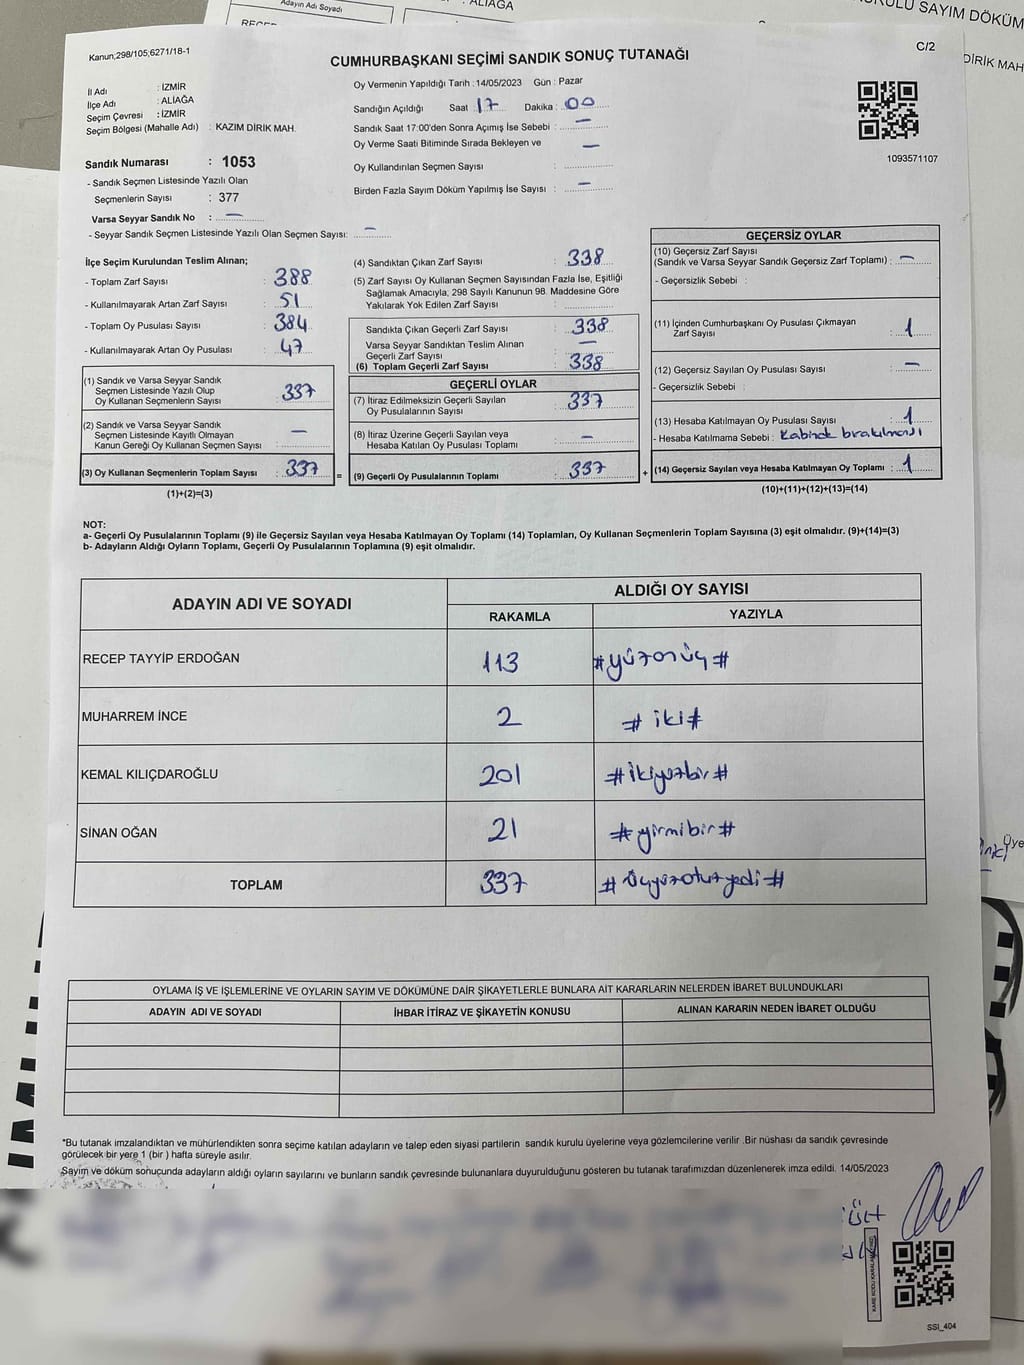 Adayın Adı Soyadı
: ALİAĞA
SAYIM DÖKÜM
DİRİK MAH
Kanun,298/105,6271/18-1
C/2
CUMHURBAŞKANI SEÇİMİ SANDIK SONUÇ TUTANAĞI
İl Adı : İZMİR
İlçe Adı : ALİAĞA
Seçim Çevresi : İZMİR
Seçim Bölgesi (Mahalle Adı) : KAZIM DİRİK MAH.
Sandık Numarası : 1053
- Sandık Seçmen Listesinde Yazılı Olan
Seçmenlerin Sayısı : 377
Varsa Seyyar Sandık No : —
- Seyyar Sandık Seçmen Listesinde Yazılı Olan Seçmen Sayısı: —
Oy Vermenin Yapıldığı Tarih : 14/05/2023 Gün : Pazar
Sandığın Açıldığı Saat : 17 Dakika : 00
Sandık Saat 17:00'den Sonra Açımış İse Sebebi : —
Oy Verme Saati Bitiminde Sırada Bekleyen ve —
Oy Kullandırılan Seçmen Sayısı :
Birden Fazla Sayım Döküm Yapılmış İse Sayısı : —
1093571107
İlçe Seçim Kurulundan Teslim Alınan;
- Toplam Zarf Sayısı : 388
- Kullanılmayarak Artan Zarf Sayısı : 51
- Toplam Oy Pusulası Sayısı : 384
- Kullanılmayarak Artan Oy Pusulası : 47
(1) Sandık ve Varsa Seyyar Sandık
Seçmen Listesinde Yazılı Olup
Oy Kullanan Seçmenlerin Sayısı : 337
(2) Sandık ve Varsa Seyyar Sandık
Seçmen Listesinde Kayıtlı Olmayan
Kanun Gereği Oy Kullanan Seçmen Sayısı : —
(3) Oy Kullanan Seçmenlerin Toplam Sayısı : 337
(1)+(2)=(3)
(4) Sandıktan Çıkan Zarf Sayısı : 338
(5) Zarf Sayısı Oy Kullanan Seçmen Sayısından Fazla İse, Eşitliği
Sağlamak Amacıyla, 298 Sayılı Kanunun 98. Maddesine Göre
Yakılarak Yok Edilen Zarf Sayısı :
Sandıkta Çıkan Geçerli Zarf Sayısı : 338
Varsa Seyyar Sandıktan Teslim Alınan
Geçerli Zarf Sayısı : —
(6) Toplam Geçerli Zarf Sayısı : 338
GEÇERLİ OYLAR
(7) İtiraz Edilmeksizin Geçerli Sayılan
Oy Pusulalarının Sayısı : 337
(8) İtiraz Üzerine Geçerli Sayılan veya
Hesaba Katılan Oy Pusulası Toplamı : —
= (9) Geçerli Oy Pusulalarının Toplamı : 337
GEÇERSİZ OYLAR
(10) Geçersiz Zarf Sayısı
(Sandık ve Varsa Seyyar Sandık Geçersiz Zarf Toplamı) : —
- Geçersizlik Sebebi :
(11) İçinden Cumhurbaşkanı Oy Pusulası Çıkmayan
Zarf Sayısı : 1
(12) Geçersiz Sayılan Oy Pusulası Sayısı : —
- Geçersizlik Sebebi :
(13) Hesaba Katılmayan Oy Pusulası Sayısı : 1
- Hesaba Katılmama Sebebi :
+ (14) Geçersiz Sayılan veya Hesaba Katılmayan Oy Toplamı : 1
(10)+(11)+(12)+(13)=(14)
NOT:
a- Geçerli Oy Pusulalarının Toplamı (9) ile Geçersiz Sayılan veya Hesaba Katılmayan Oy Toplamı (14) Toplamları, Oy Kullanan Seçmenlerin Toplam Sayısına (3) eşit olmalıdır. (9)+(14)=(3)
b- Adayların Aldığı Oyların Toplamı, Geçerli Oy Pusulalarının Toplamına (9) eşit olmalıdır.
ADAYIN ADI VE SOYADI
ALDIĞI OY SAYISI
RAKAMLA YAZIYLA
RECEP TAYYİP ERDOĞAN 113 #yüzonüç#
MUHARREM İNCE 2 #iki#
KEMAL KILIÇDAROĞLU 201 #ikiyüzbir#
SİNAN OĞAN 21 #yirmibir#
TOPLAM 337 #üçyüzotuzyedi#
OYLAMA İŞ VE İŞLEMLERİNE VE OYLARIN SAYIM VE DÖKÜMÜNE DAİR ŞİKAYETLERLE BUNLARA AİT KARARLARIN NELERDEN İBARET BULUNDUKLARI
ADAYIN ADI VE SOYADI İHBAR İTİRAZ VE ŞİKAYETİN KONUSU ALINAN KARARIN NEDEN İBARET OLDUĞU
*Bu tutanak imzalandıktan ve mühürlendikten sonra seçime katılan adayların ve talep eden siyasi partilerin sandık kurulu üyelerine veya gözlemcilerine verilir .Bir nüshası da sandık çevresinde
görülecek bir yere 1 (bir ) hafta süreyle asılır.
Sayım ve döküm sonucunda adayların aldığı oyların sayılarını ve bunların sandık çevresinde bulunanlara duyurulduğunu gösteren bu tutanak tarafımızdan düzenlenerek imza edildi. 14/05/2023
SSI_404